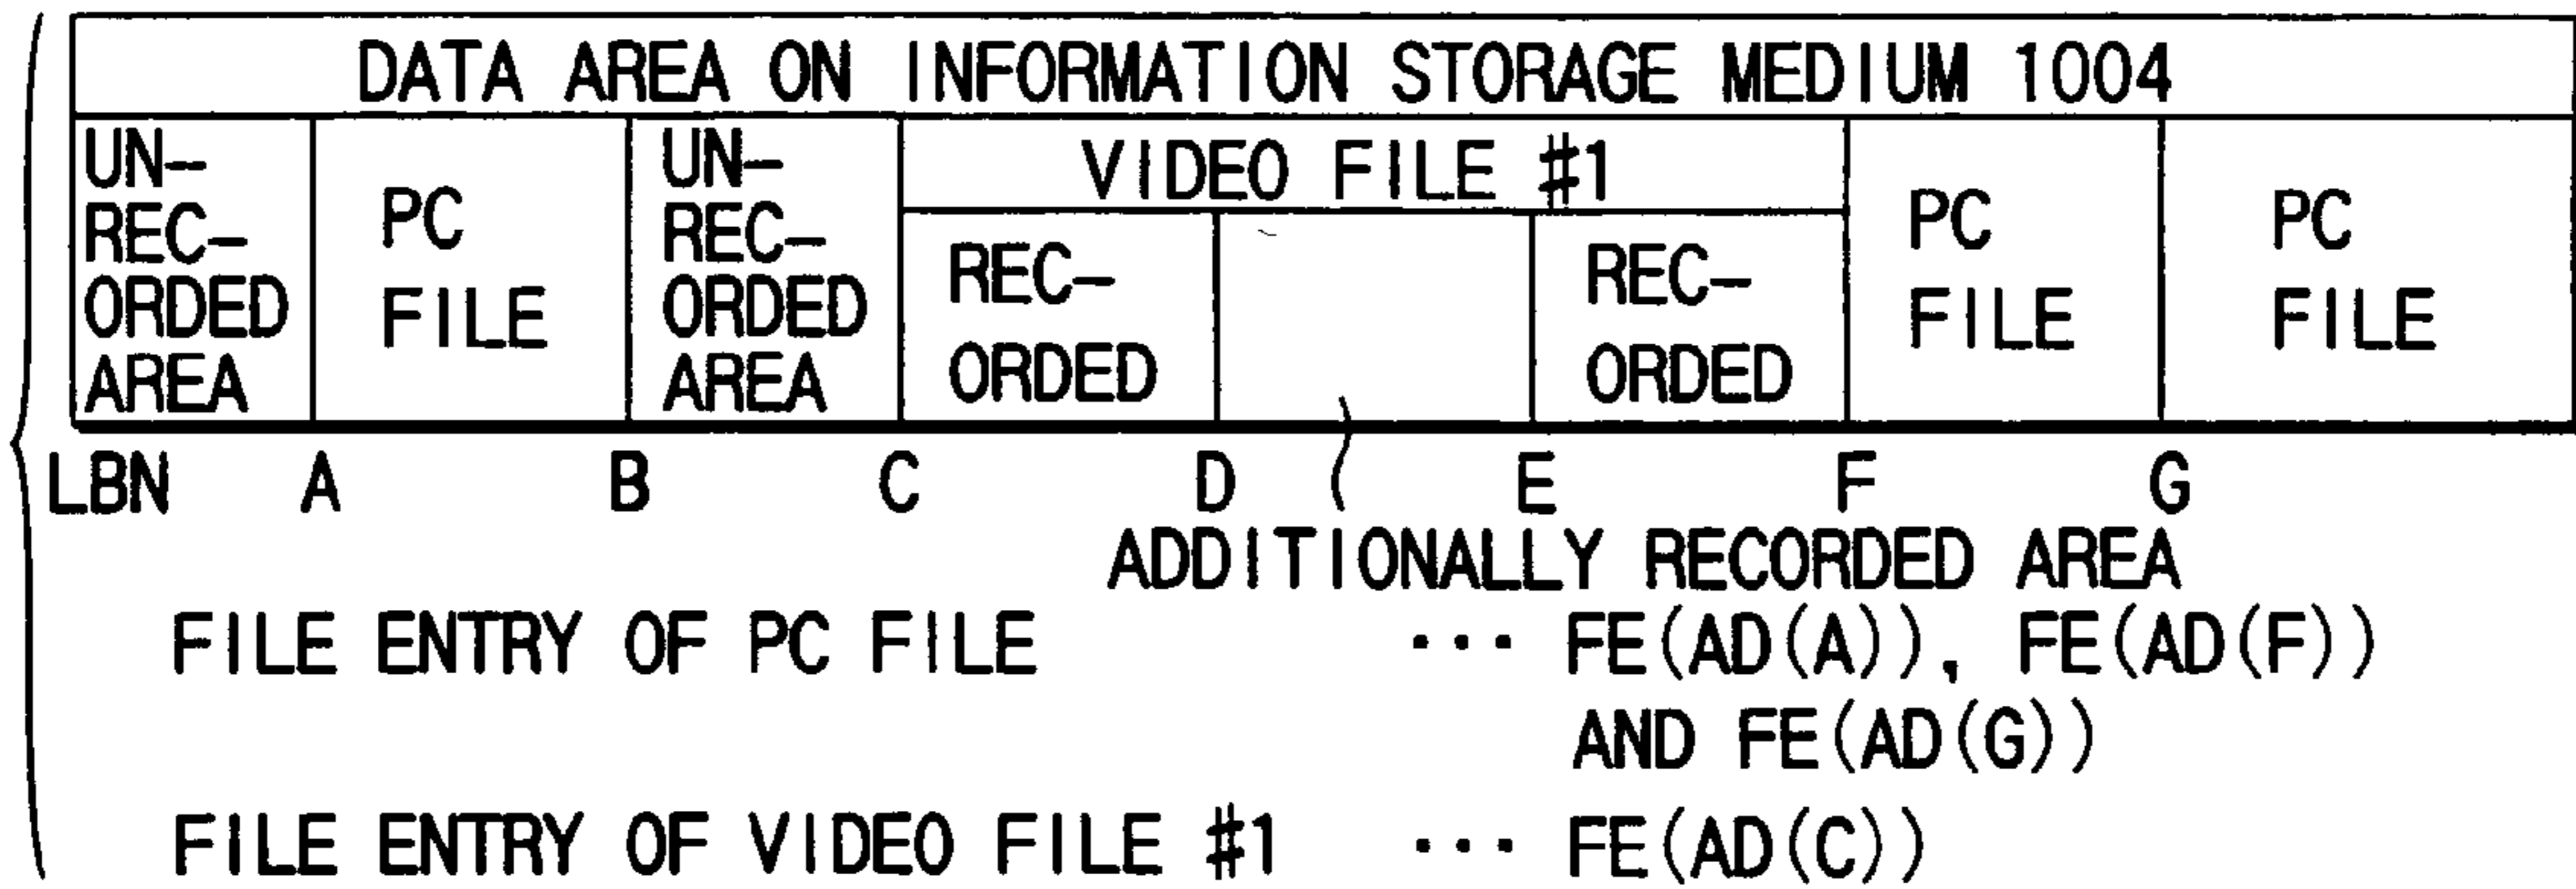 DATA AREA ON INFORMATION STORAGE MEDIUM 1004
UN-
REC-
ORDED
AREA
PC
FILE
UN-
REC-
ORDED
AREA
VIDEO FILE #1
REC-
ORDED
REC-
ORDED
PC
FILE
PC
FILE
LBN A B C D E F G
ADDITIONALLY RECORDED AREA
FILE ENTRY OF PC FILE ··· FE(AD(A)), FE(AD(F))
AND FE(AD(G))
FILE ENTRY OF VIDEO FILE #1 ··· FE(AD(C))